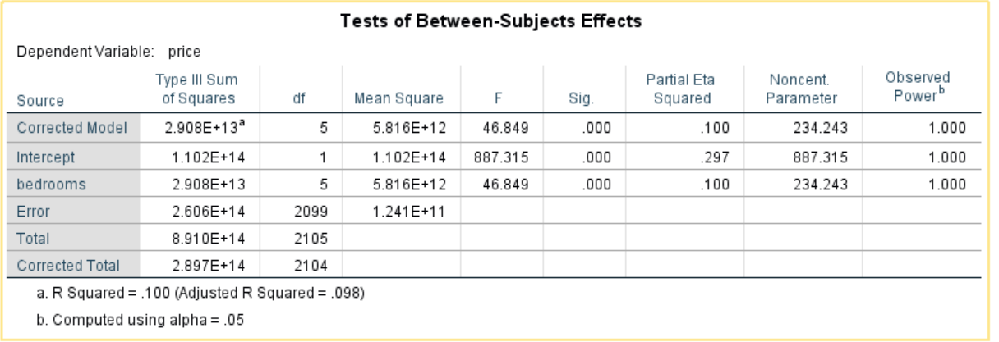 Tests of Between-Subjects Effects
Dependent Variable: price
Source Type III Sum of Squares df Mean Square F Sig. Partial Eta Squared Noncent. Parameter Observed Power^b
Corrected Model 2.908E+13^a 5 5.816E+12 46.849 .000 .100 234.243 1.000
Intercept 1.102E+14 1 1.102E+14 887.315 .000 .297 887.315 1.000
bedrooms 2.908E+13 5 5.816E+12 46.849 .000 .100 234.243 1.000
Error 2.606E+14 2099 1.241E+11
Total 8.910E+14 2105
Corrected Total 2.897E+14 2104
a. R Squared = .100 (Adjusted R Squared = .098)
b. Computed using alpha = .05